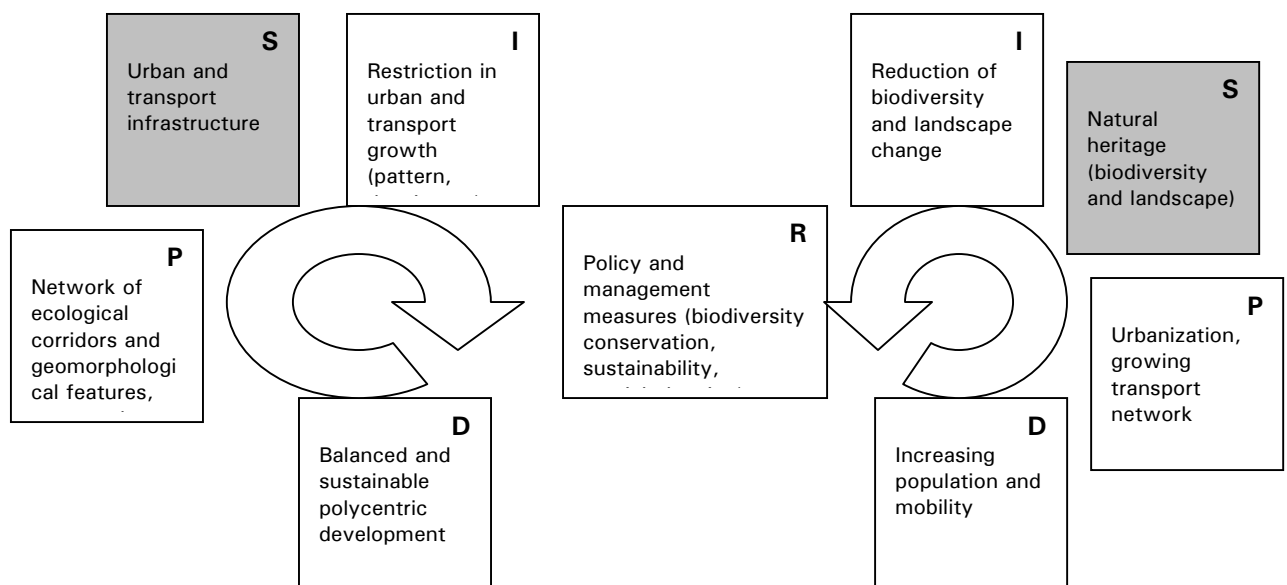 S
Urban and
transport
infrastructure
I
Restriction in
urban and
transport
growth
(pattern,
P
Network of
ecological
corridors and
geomorphologi
cal features,
D
Balanced and
sustainable
polycentric
development
R
Policy and
management
measures (biodiversity
conservation,
sustainability,
I
Reduction of
biodiversity
and landscape
change
S
Natural
heritage
(biodiversity
and landscape)
P
Urbanization,
growing
transport
network
D
Increasing
population and
mobility